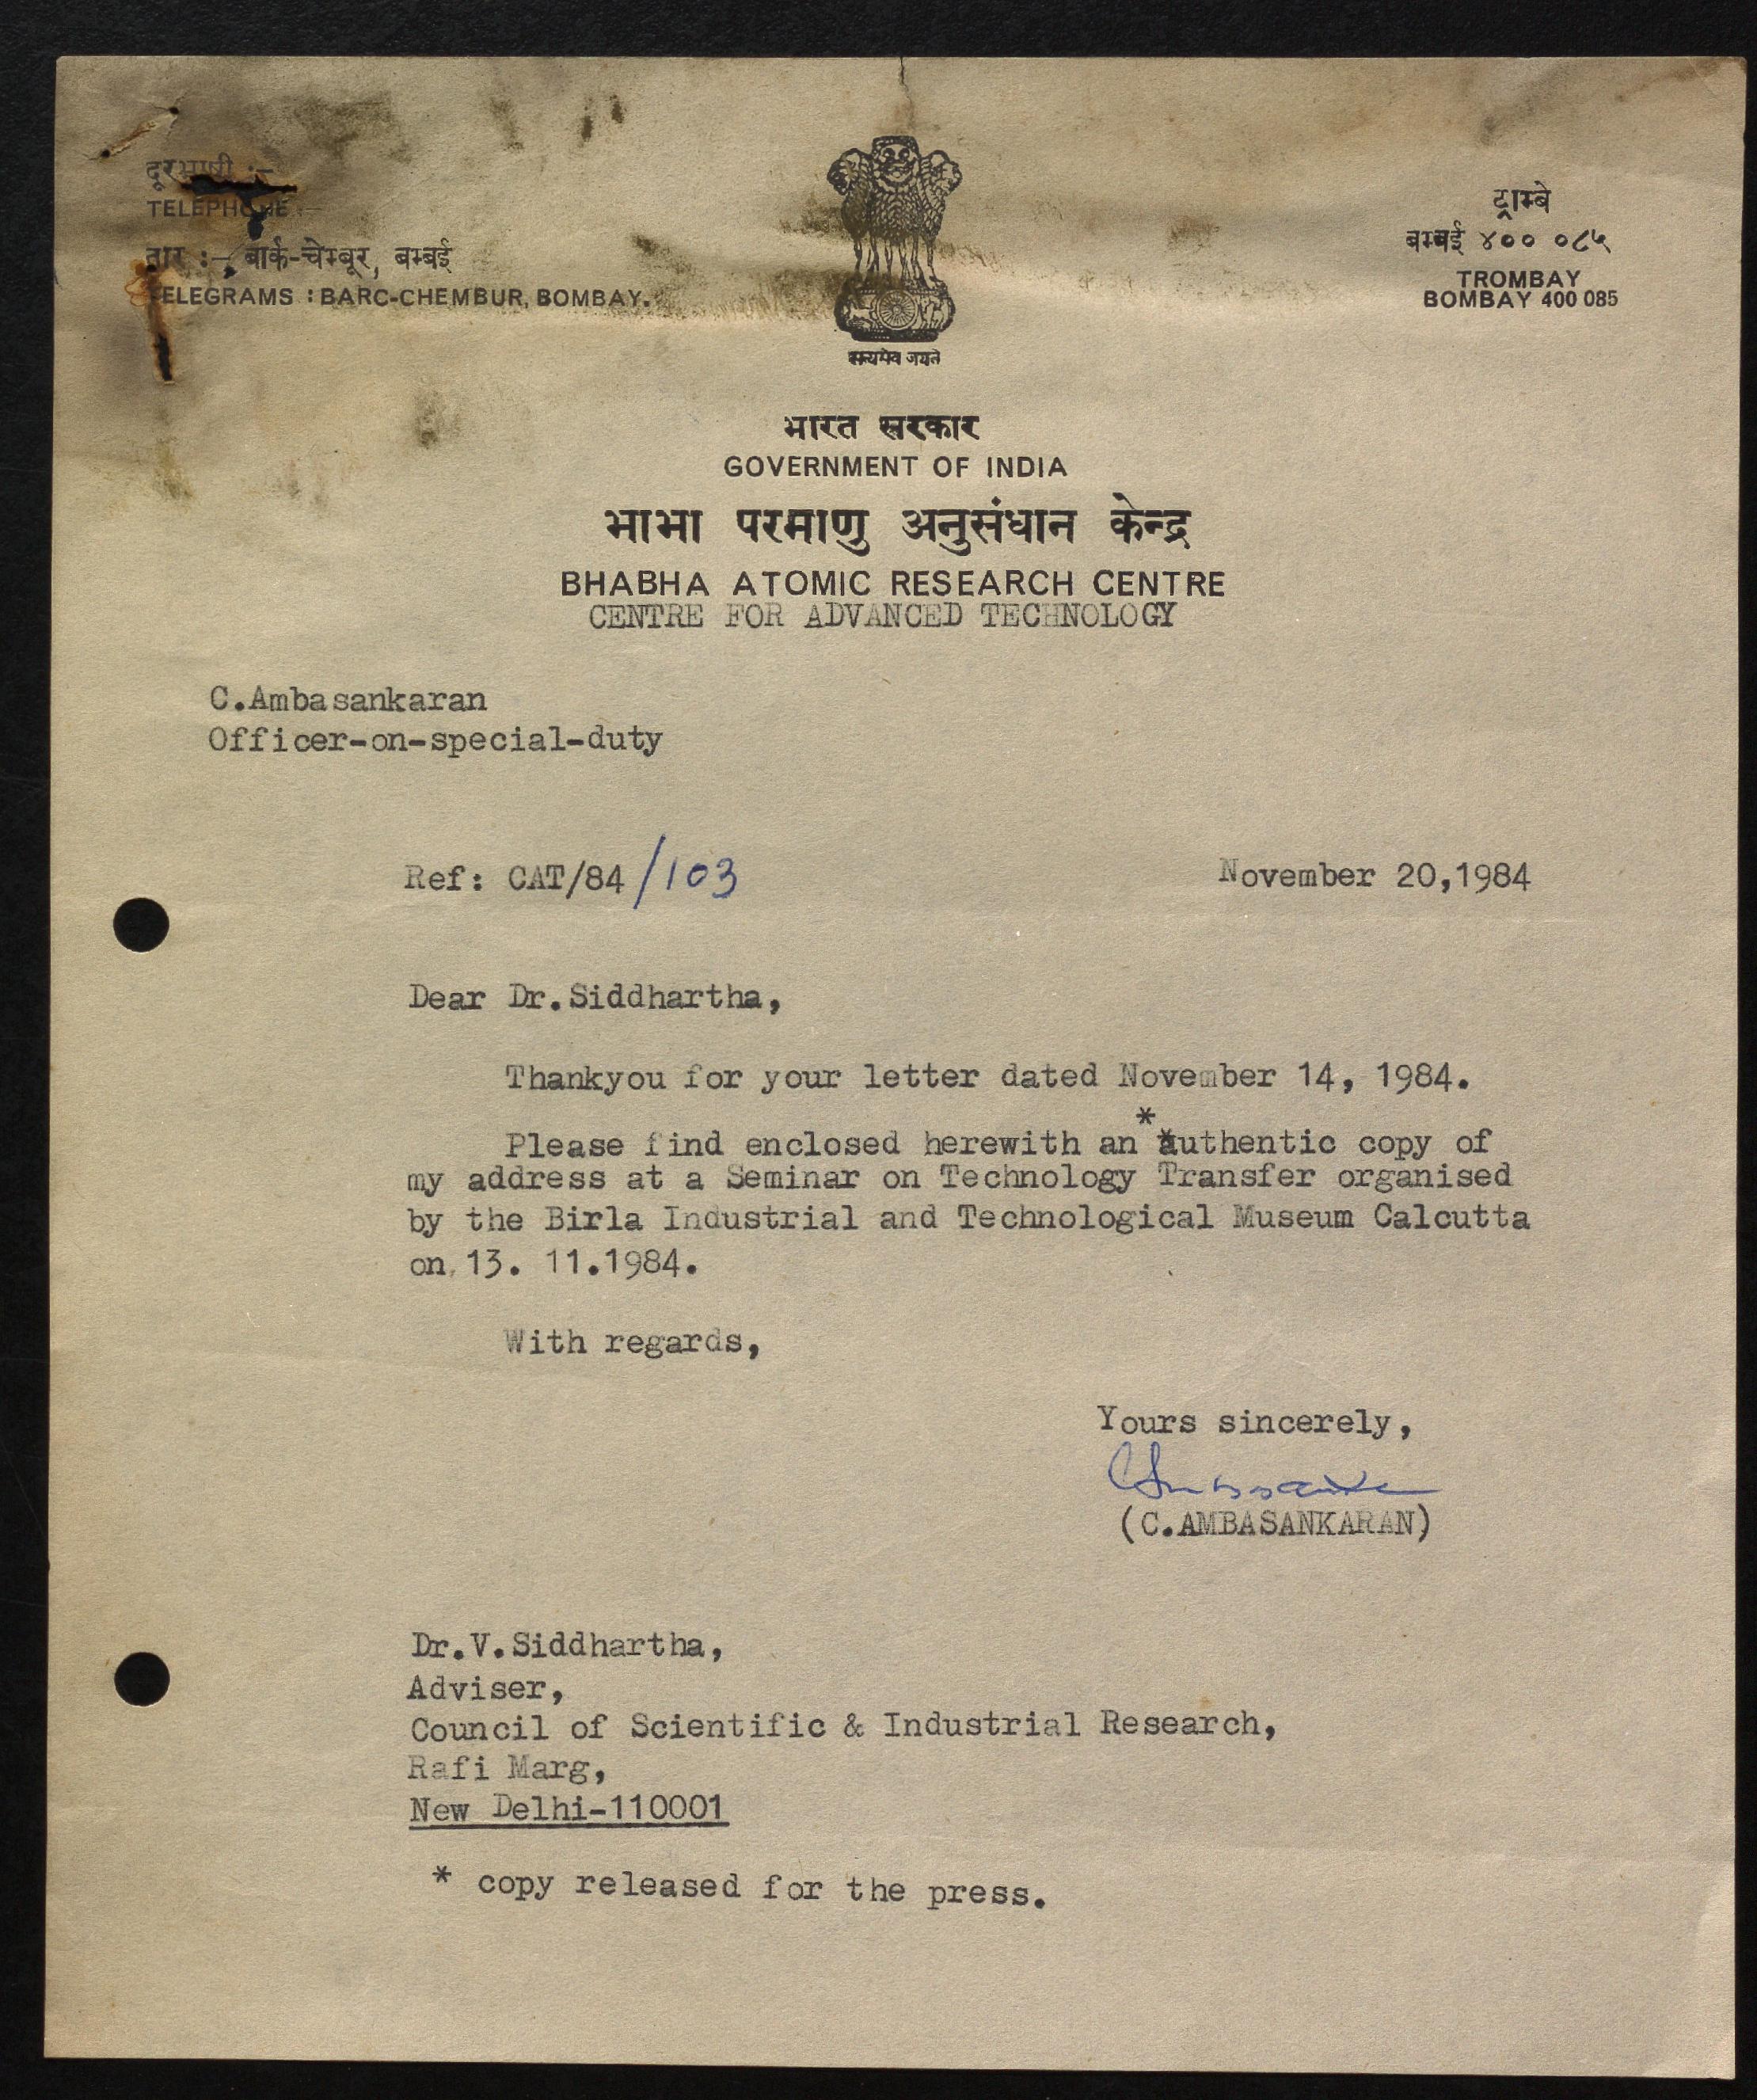 दूरभाषी :-
TELEPHONE :-
तार :- बार्क-चेम्बूर, बम्बई
TELEGRAMS : BARC-CHEMBUR, BOMBAY.
ट्राम्बे
बम्बई ४०० ०८५
TROMBAY
BOMBAY 400 085
सत्यमेव जयते
भारत सरकार
GOVERNMENT OF INDIA
भाभा परमाणु अनुसंधान केन्द्र
BHABHA ATOMIC RESEARCH CENTRE
CENTRE FOR ADVANCED TECHNOLOGY
C.Ambasankaran
Officer-on-special-duty
Ref: CAT/84/103
November 20,1984
Dear Dr.Siddhartha,
Thankyou for your letter dated November 14, 1984.
Please find enclosed herewith an * authentic copy of
my address at a Seminar on Technology Transfer organised
by the Birla Industrial and Technological Museum Calcutta
on 13. 11.1984.
With regards,
Yours sincerely,
(C.AMBASANKARAN)
Dr.V.Siddhartha,
Adviser,
Council of Scientific & Industrial Research,
Rafi Marg,
New Delhi-110001
* copy released for the press.